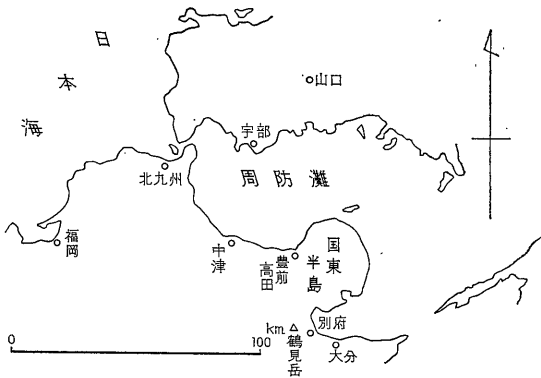 日本海
山口
宇部
北九州
周防灘
福岡
中津
豊前
高田
国東
半島
別府
鶴見岳
大分
0
100
km